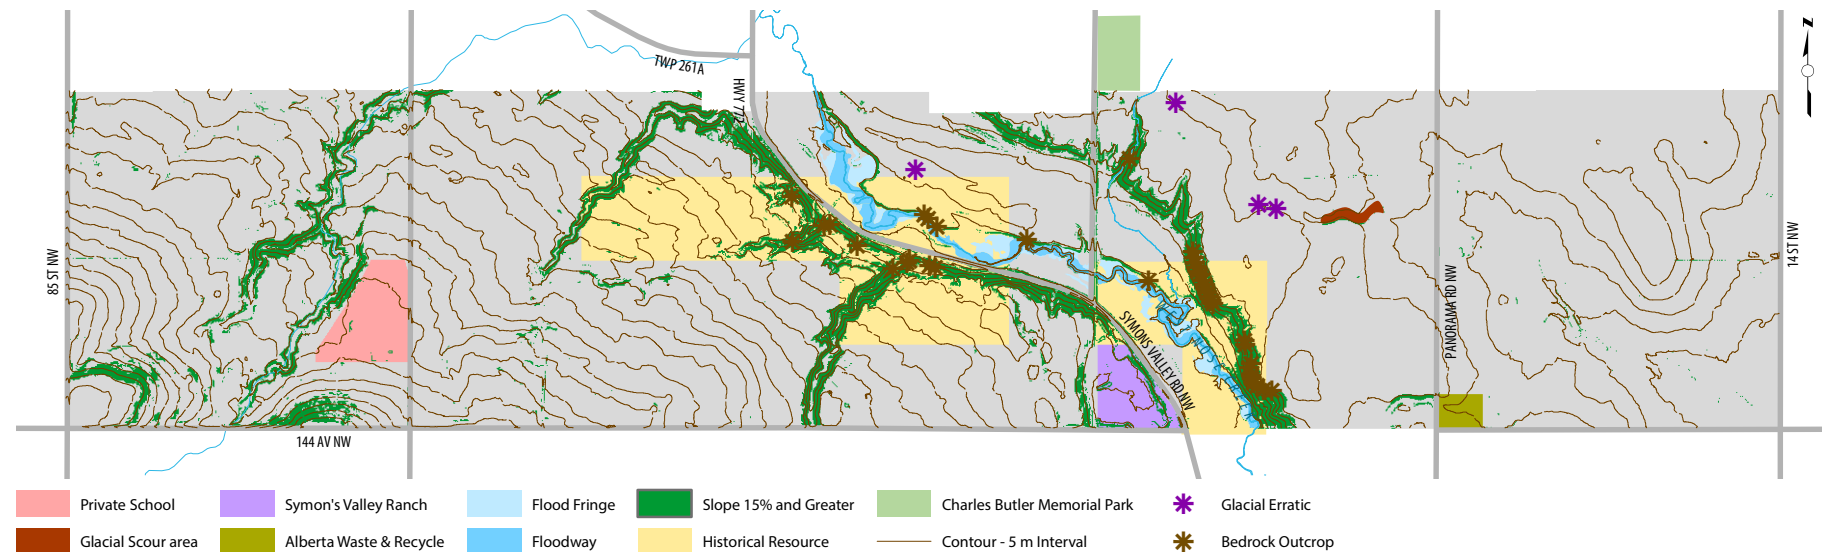 N
TWP 261A
HWY 772
85 ST NW
14 ST NW
PANORAMA RD NW
SYMONS VALLEY RD NW
144 AV NW
Private School
Symon's Valley Ranch
Flood Fringe
Slope 15% and Greater
Charles Butler Memorial Park
Glacial Erratic
Glacial Scour area
Alberta Waste & Recycle
Floodway
Historical Resource
Contour - 5 m Interval
Bedrock Outcrop